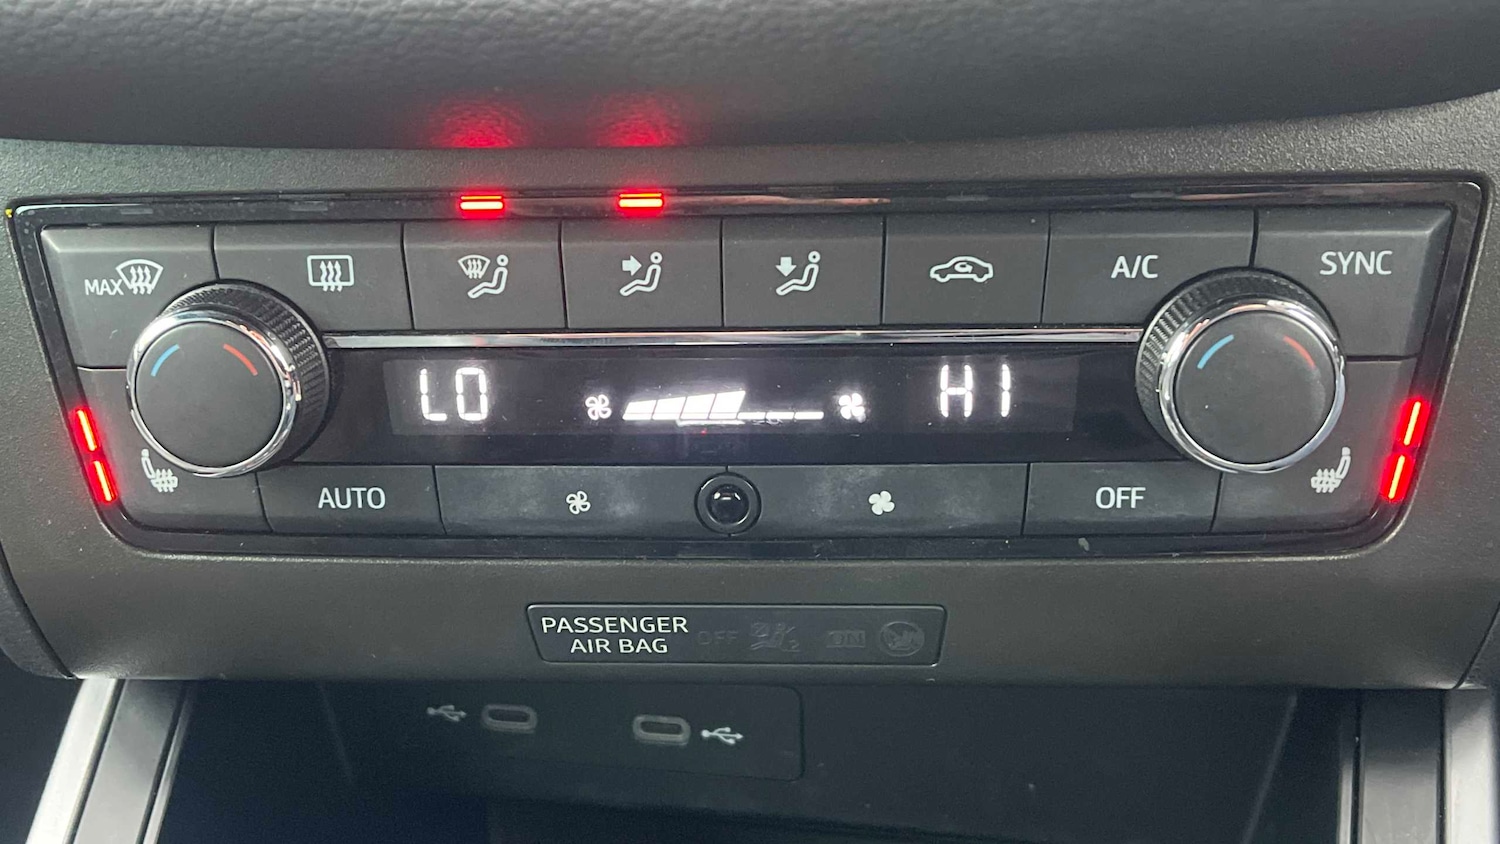 MAX
A/C
SYNC
LO
HI
AUTO
OFF
PASSENGER
AIR BAG
OFF
ON